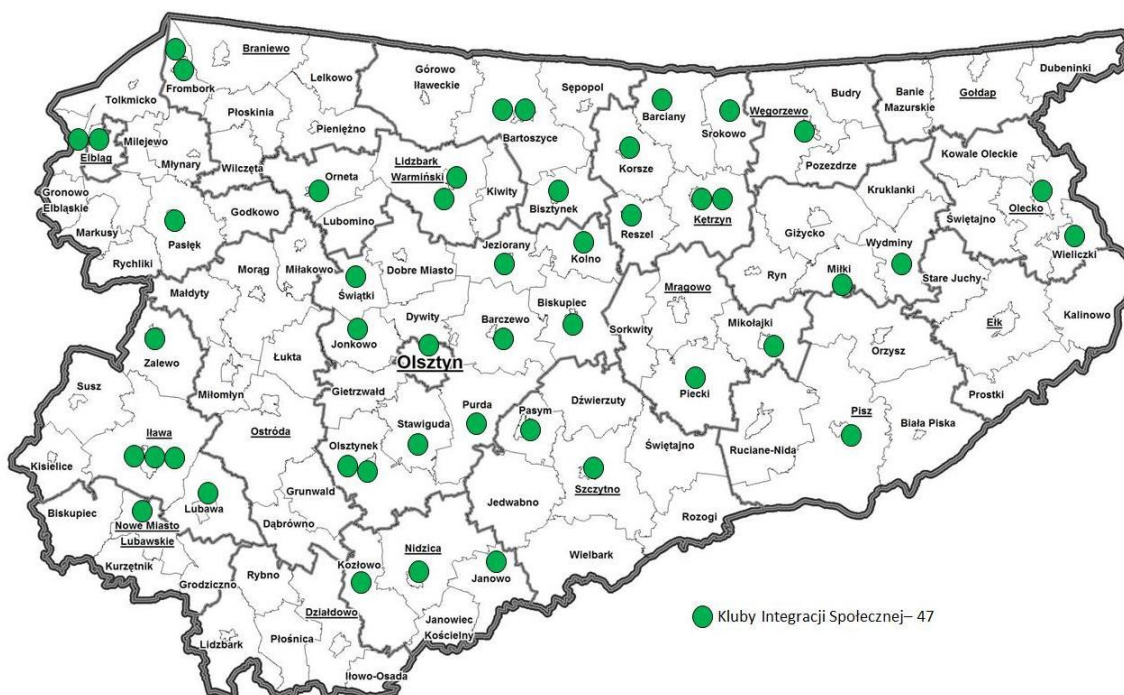 Braniewo
Frombork
Lelkowo
Tolmicko
Płoskinia
Pieniężno
Górowo
Iławeckie
Sępopol
Bartoszyce
Barciany
Srokowo
Węgorzewo
Budry
Banie
Mazurskie
Gołdap
Dubeninki
Pozezdrze
Elbląg
Milejewo
Młynary
Wilczęta
Orneta
Lidzbark
Warmiński
Kiwity
Korsze
Kowale Oleckie
Gronowo
Elbląskie
Markusy
Pasłęk
Godkowo
Lubomino
Bisztynek
Reszel
Kętrzyn
Kruklanki
Giżycko
Świętajno
Olecko
Wieliczki
Rychliki
Morąg
Miłakowo
Małdyty
Dobre Miasto
Jeziorany
Kolno
Świątki
Wydminy
Miłki
Ryn
Stare Juchy
Mrągowo
Sorkwity
Mikołajki
Ełk
Kalinowo
Dywity
Barczewo
Biskupiec
Jonkowo
Olsztyn
Zalewo
Łukta
Miłomłyn
Susz
Gietrzwałd
Orzysz
Piecki
Prostki
Purda
Pasym
Dźwierzuty
Stawiguda
Pisz
Biała Piska
Iława
Ostróda
Olsztynek
Świętajno
Ruciane-Nida
Kisielice
Szczytno
Grunwald
Jedwabno
Lubawa
Biskupiec
Nowe Miasto
Lubawskie
Dąbrówno
Rozogi
Kurzętnik
Grodziczno
Rybno
Kozłowo
Nidzica
Janowo
Wielbark
Działdowo
Janowiec
Kościelny
Lidzbark
Płośnica
Iłowo-Osada
Kluby Integracji Społecznej– 47